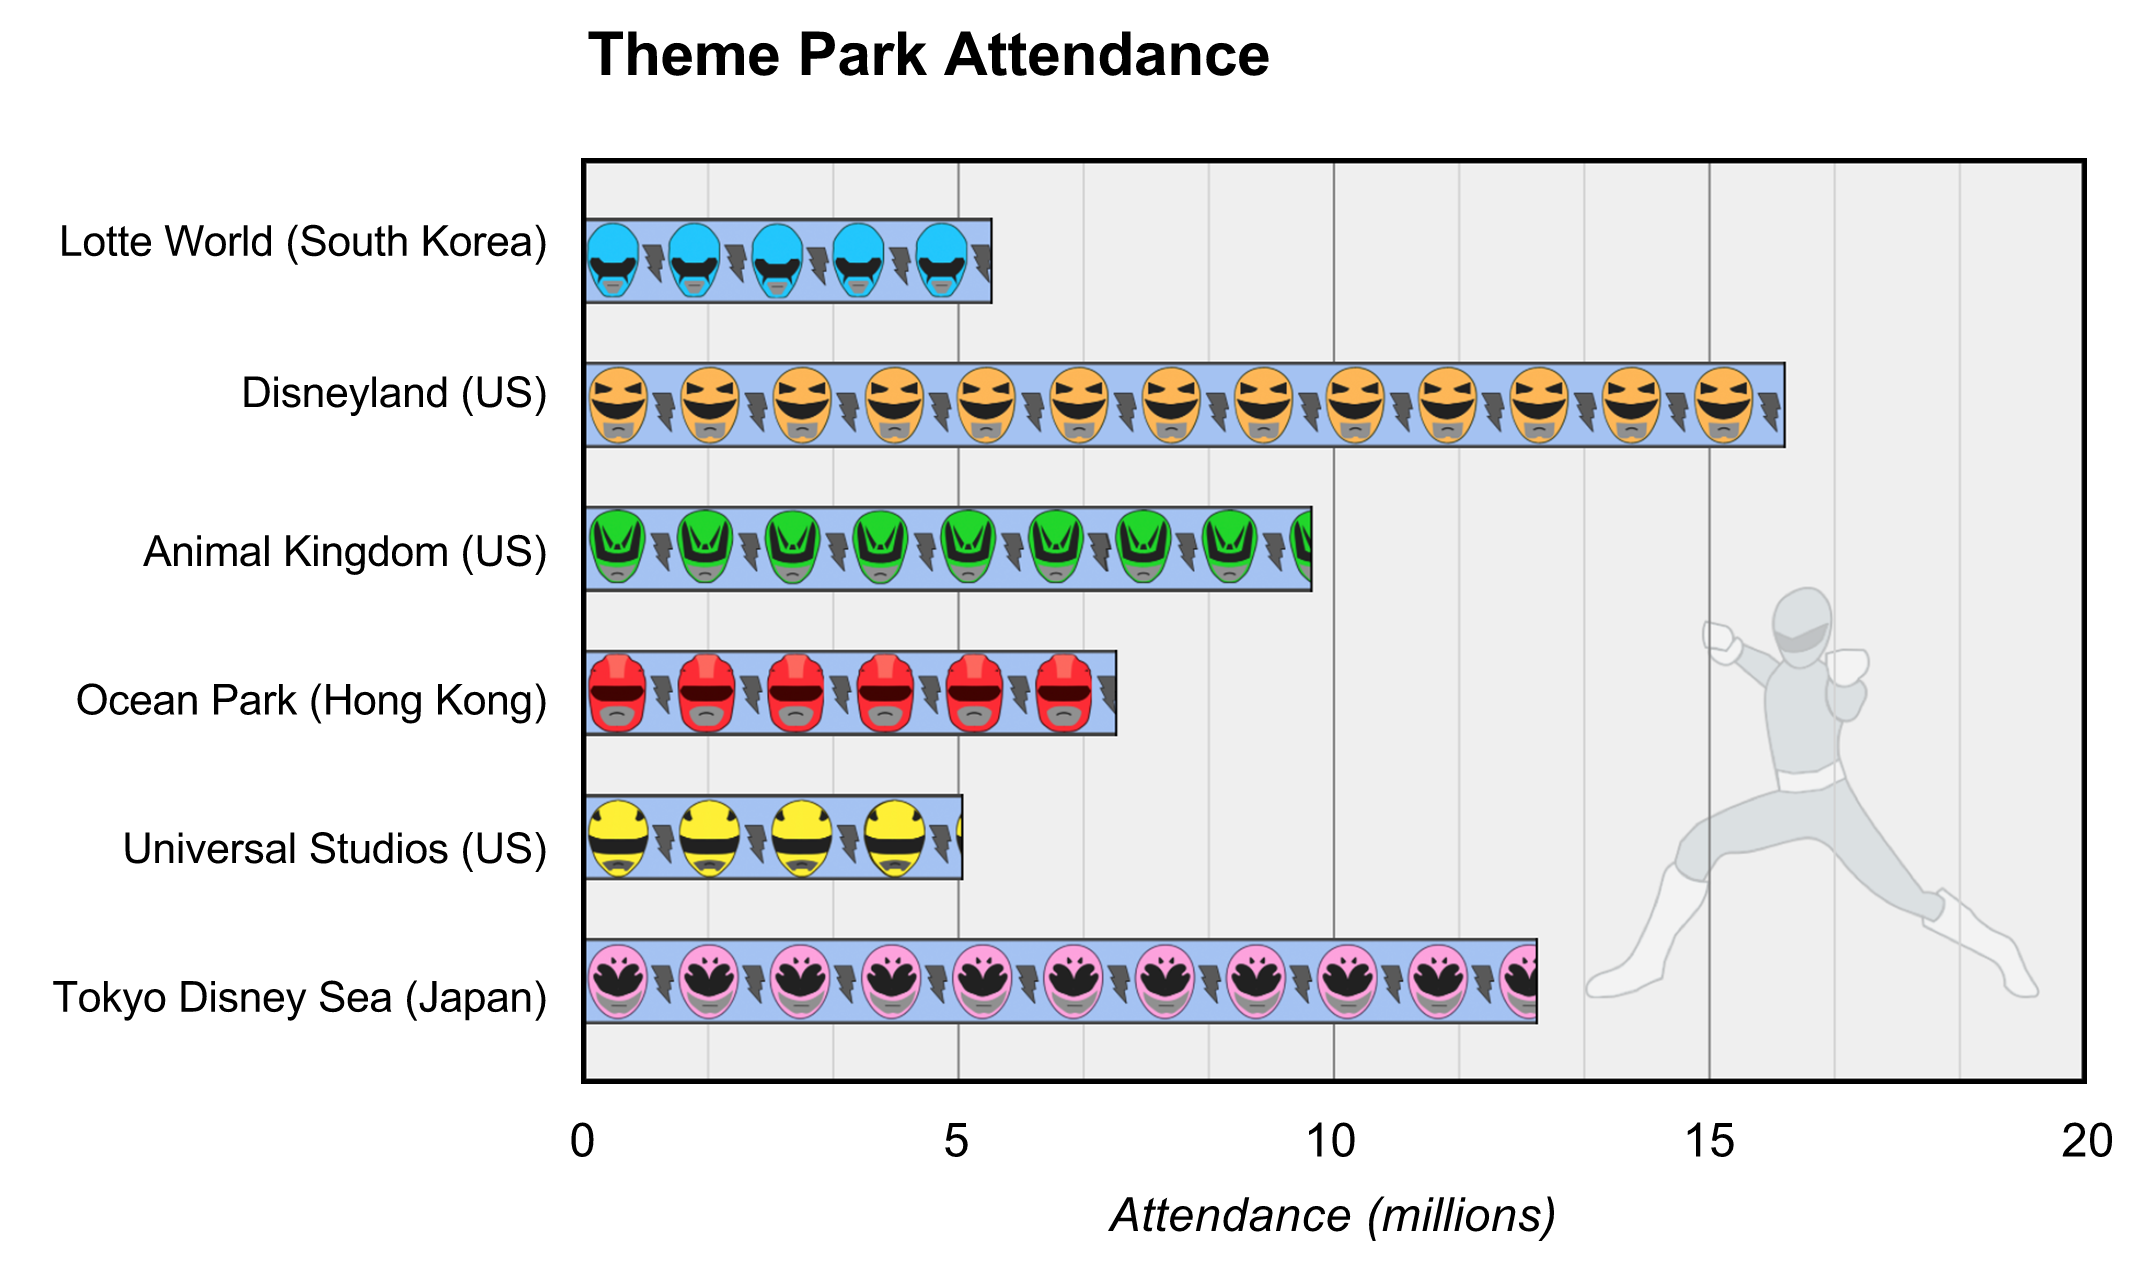 Theme Park Attendance
Lotte World (South Korea)
Disneyland (US)
Animal Kingdom (US)
Ocean Park (Hong Kong)
Universal Studios (US)
Tokyo Disney Sea (Japan)
0 5 10 15 20
Attendance (millions)